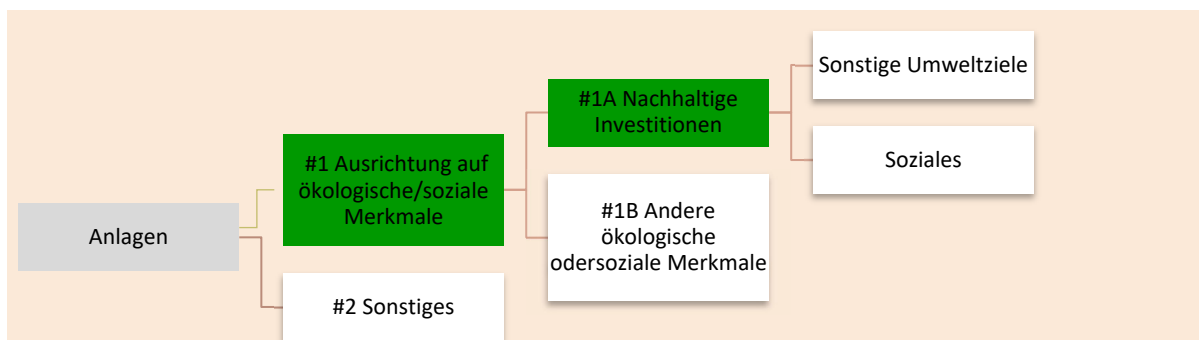 Anlagen
#1 Ausrichtung auf
ökologische/soziale
Merkmale
#2 Sonstiges
#1A Nachhaltige
Investitionen
#1B Andere
ökologische
odersoziale Merkmale
Sonstige Umweltziele
Soziales